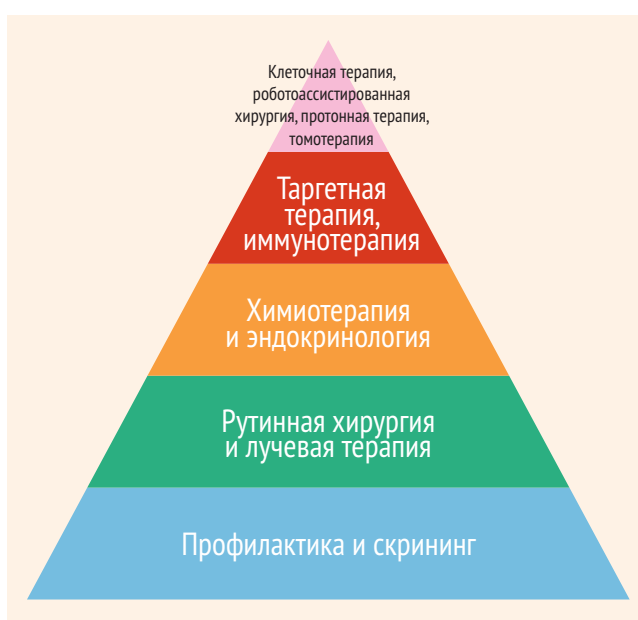 Клеточная терапия,
роботоассистированная
хирургия, протонная терапия,
томотерапия
Таргетная
терапия,
иммунотерапия
Химиотерапия
и эндокринология
Рутинная хирургия
и лучевая терапия
Профилактика и скрининг